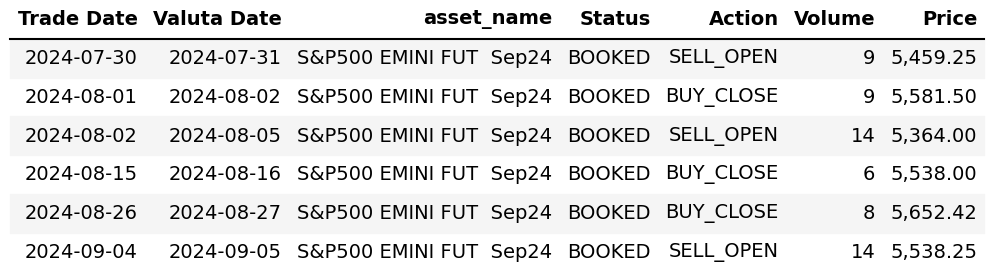 Trade Date Valuta Date asset_name Status Action Volume Price
2024-07-30 2024-07-31 S&P500 EMINI FUT  Sep24 BOOKED SELL_OPEN 9 5,459.25
2024-08-01 2024-08-02 S&P500 EMINI FUT  Sep24 BOOKED BUY_CLOSE 9 5,581.50
2024-08-02 2024-08-05 S&P500 EMINI FUT  Sep24 BOOKED SELL_OPEN 14 5,364.00
2024-08-15 2024-08-16 S&P500 EMINI FUT  Sep24 BOOKED BUY_CLOSE 6 5,538.00
2024-08-26 2024-08-27 S&P500 EMINI FUT  Sep24 BOOKED BUY_CLOSE 8 5,652.42
2024-09-04 2024-09-05 S&P500 EMINI FUT  Sep24 BOOKED SELL_OPEN 14 5,538.25